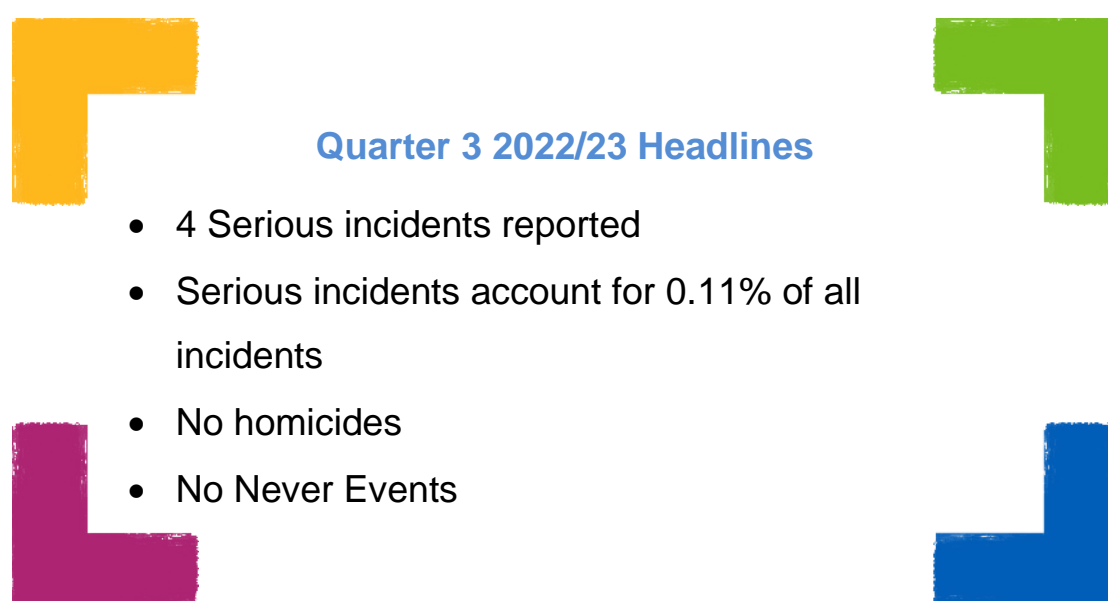 Quarter 3 2022/23 Headlines
• 4 Serious incidents reported
• Serious incidents account for 0.11% of all
incidents
• No homicides
• No Never Events